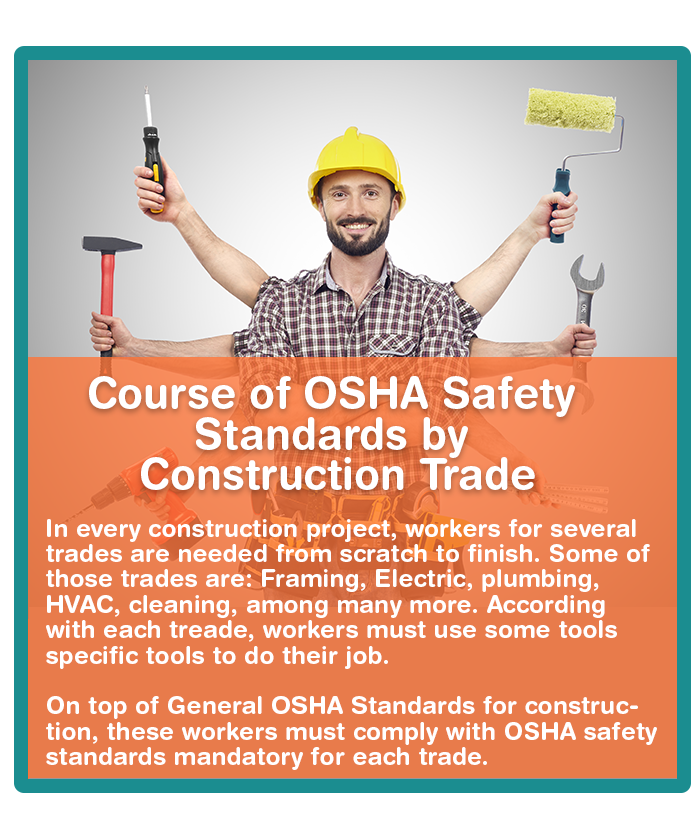 Course of OSHA Safety
Standards by
Construction Trade
In every construction project, workers for several
trades are needed from scratch to finish. Some of
those trades are: Framing, Electric, plumbing,
HVAC, cleaning, among many more. According
with each treade, workers must use some tools
specific tools to do their job.
On top of General OSHA Standards for construc-
tion, these workers must comply with OSHA safety
standards mandatory for each trade.